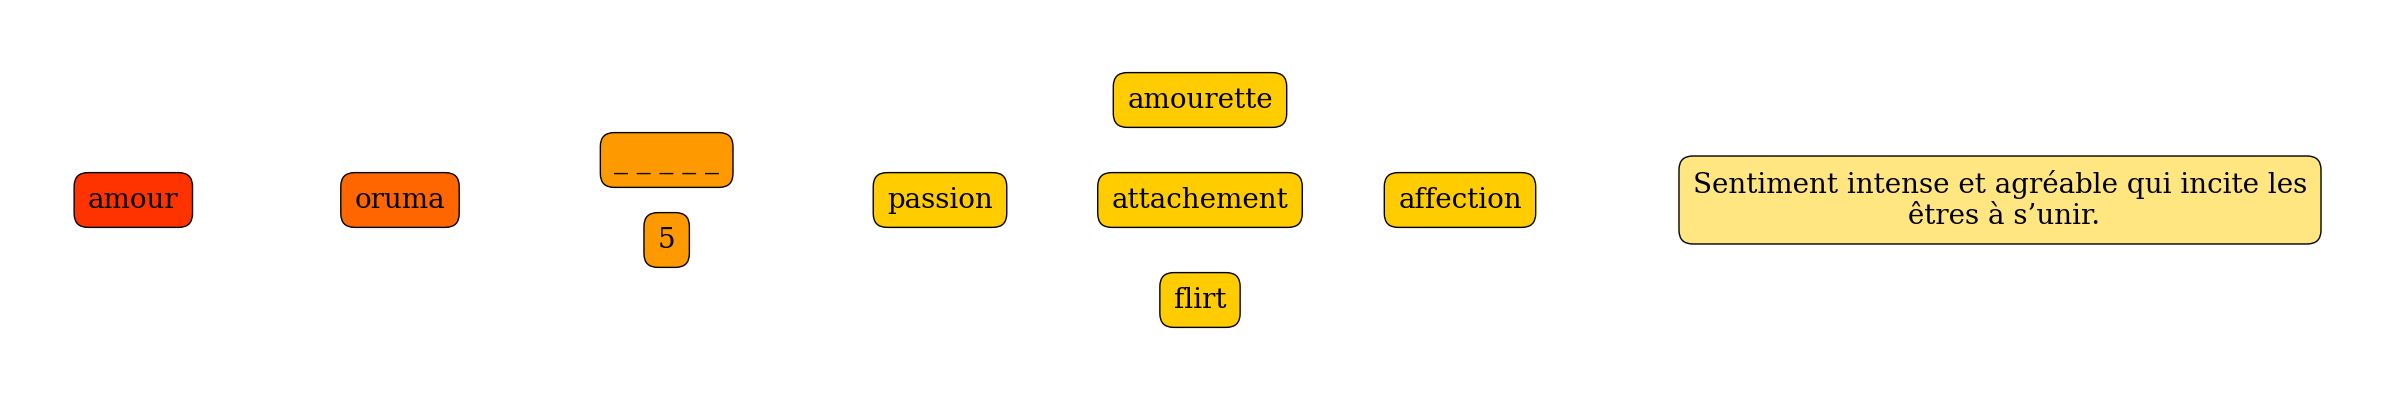 amour
oruma
_ _ _ _ _
5
passion
amourette
attachement
flirt
affection
Sentiment intense et agréable qui incite les
êtres à s’unir.